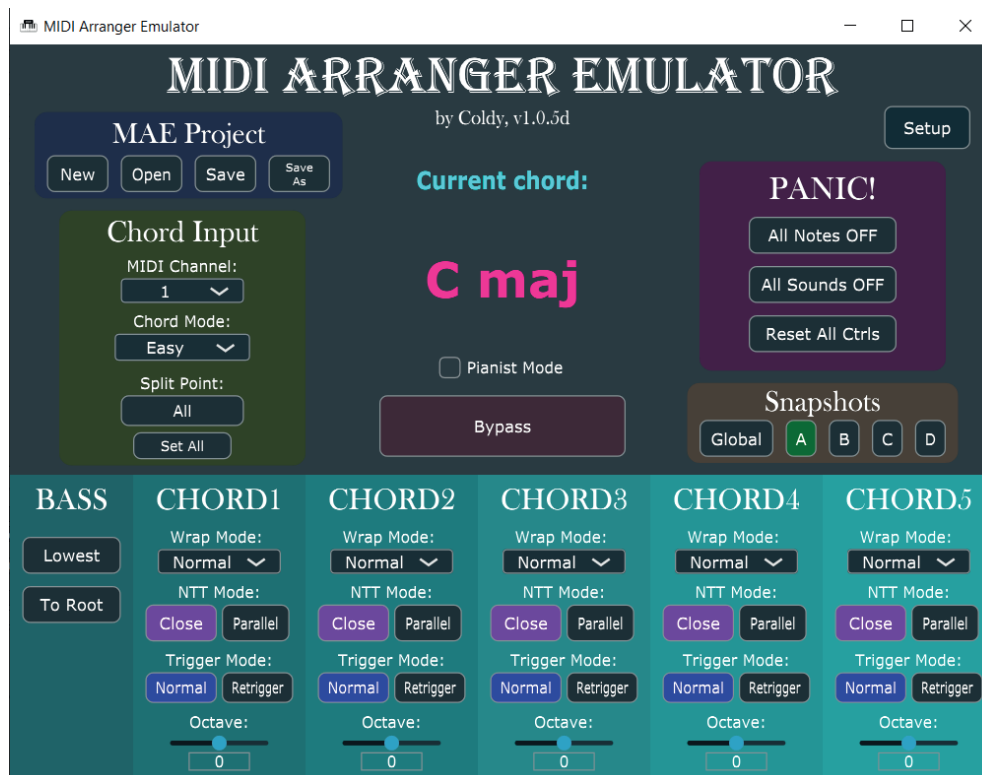 MIDI Arranger Emulator
MIDI ARRANGER EMULATOR
by Coldy, v1.0.5d
Setup
MAE Project
New Open Save Save As
Current chord:
C maj
Pianist Mode
Bypass
Chord Input
MIDI Channel:
1
Chord Mode:
Easy
Split Point:
All
Set All
PANIC!
All Notes OFF
All Sounds OFF
Reset All Ctrls
Snapshots
Global A B C D
BASS
Lowest
To Root
CHORD1
Wrap Mode:
Normal
NTT Mode:
Close Parallel
Trigger Mode:
Normal Retrigger
Octave:
0
CHORD2
Wrap Mode:
Normal
NTT Mode:
Close Parallel
Trigger Mode:
Normal Retrigger
Octave:
0
CHORD3
Wrap Mode:
Normal
NTT Mode:
Close Parallel
Trigger Mode:
Normal Retrigger
Octave:
0
CHORD4
Wrap Mode:
Normal
NTT Mode:
Close Parallel
Trigger Mode:
Normal Retrigger
Octave:
0
CHORD5
Wrap Mode:
Normal
NTT Mode:
Close Parallel
Trigger Mode:
Normal Retrigger
Octave:
0